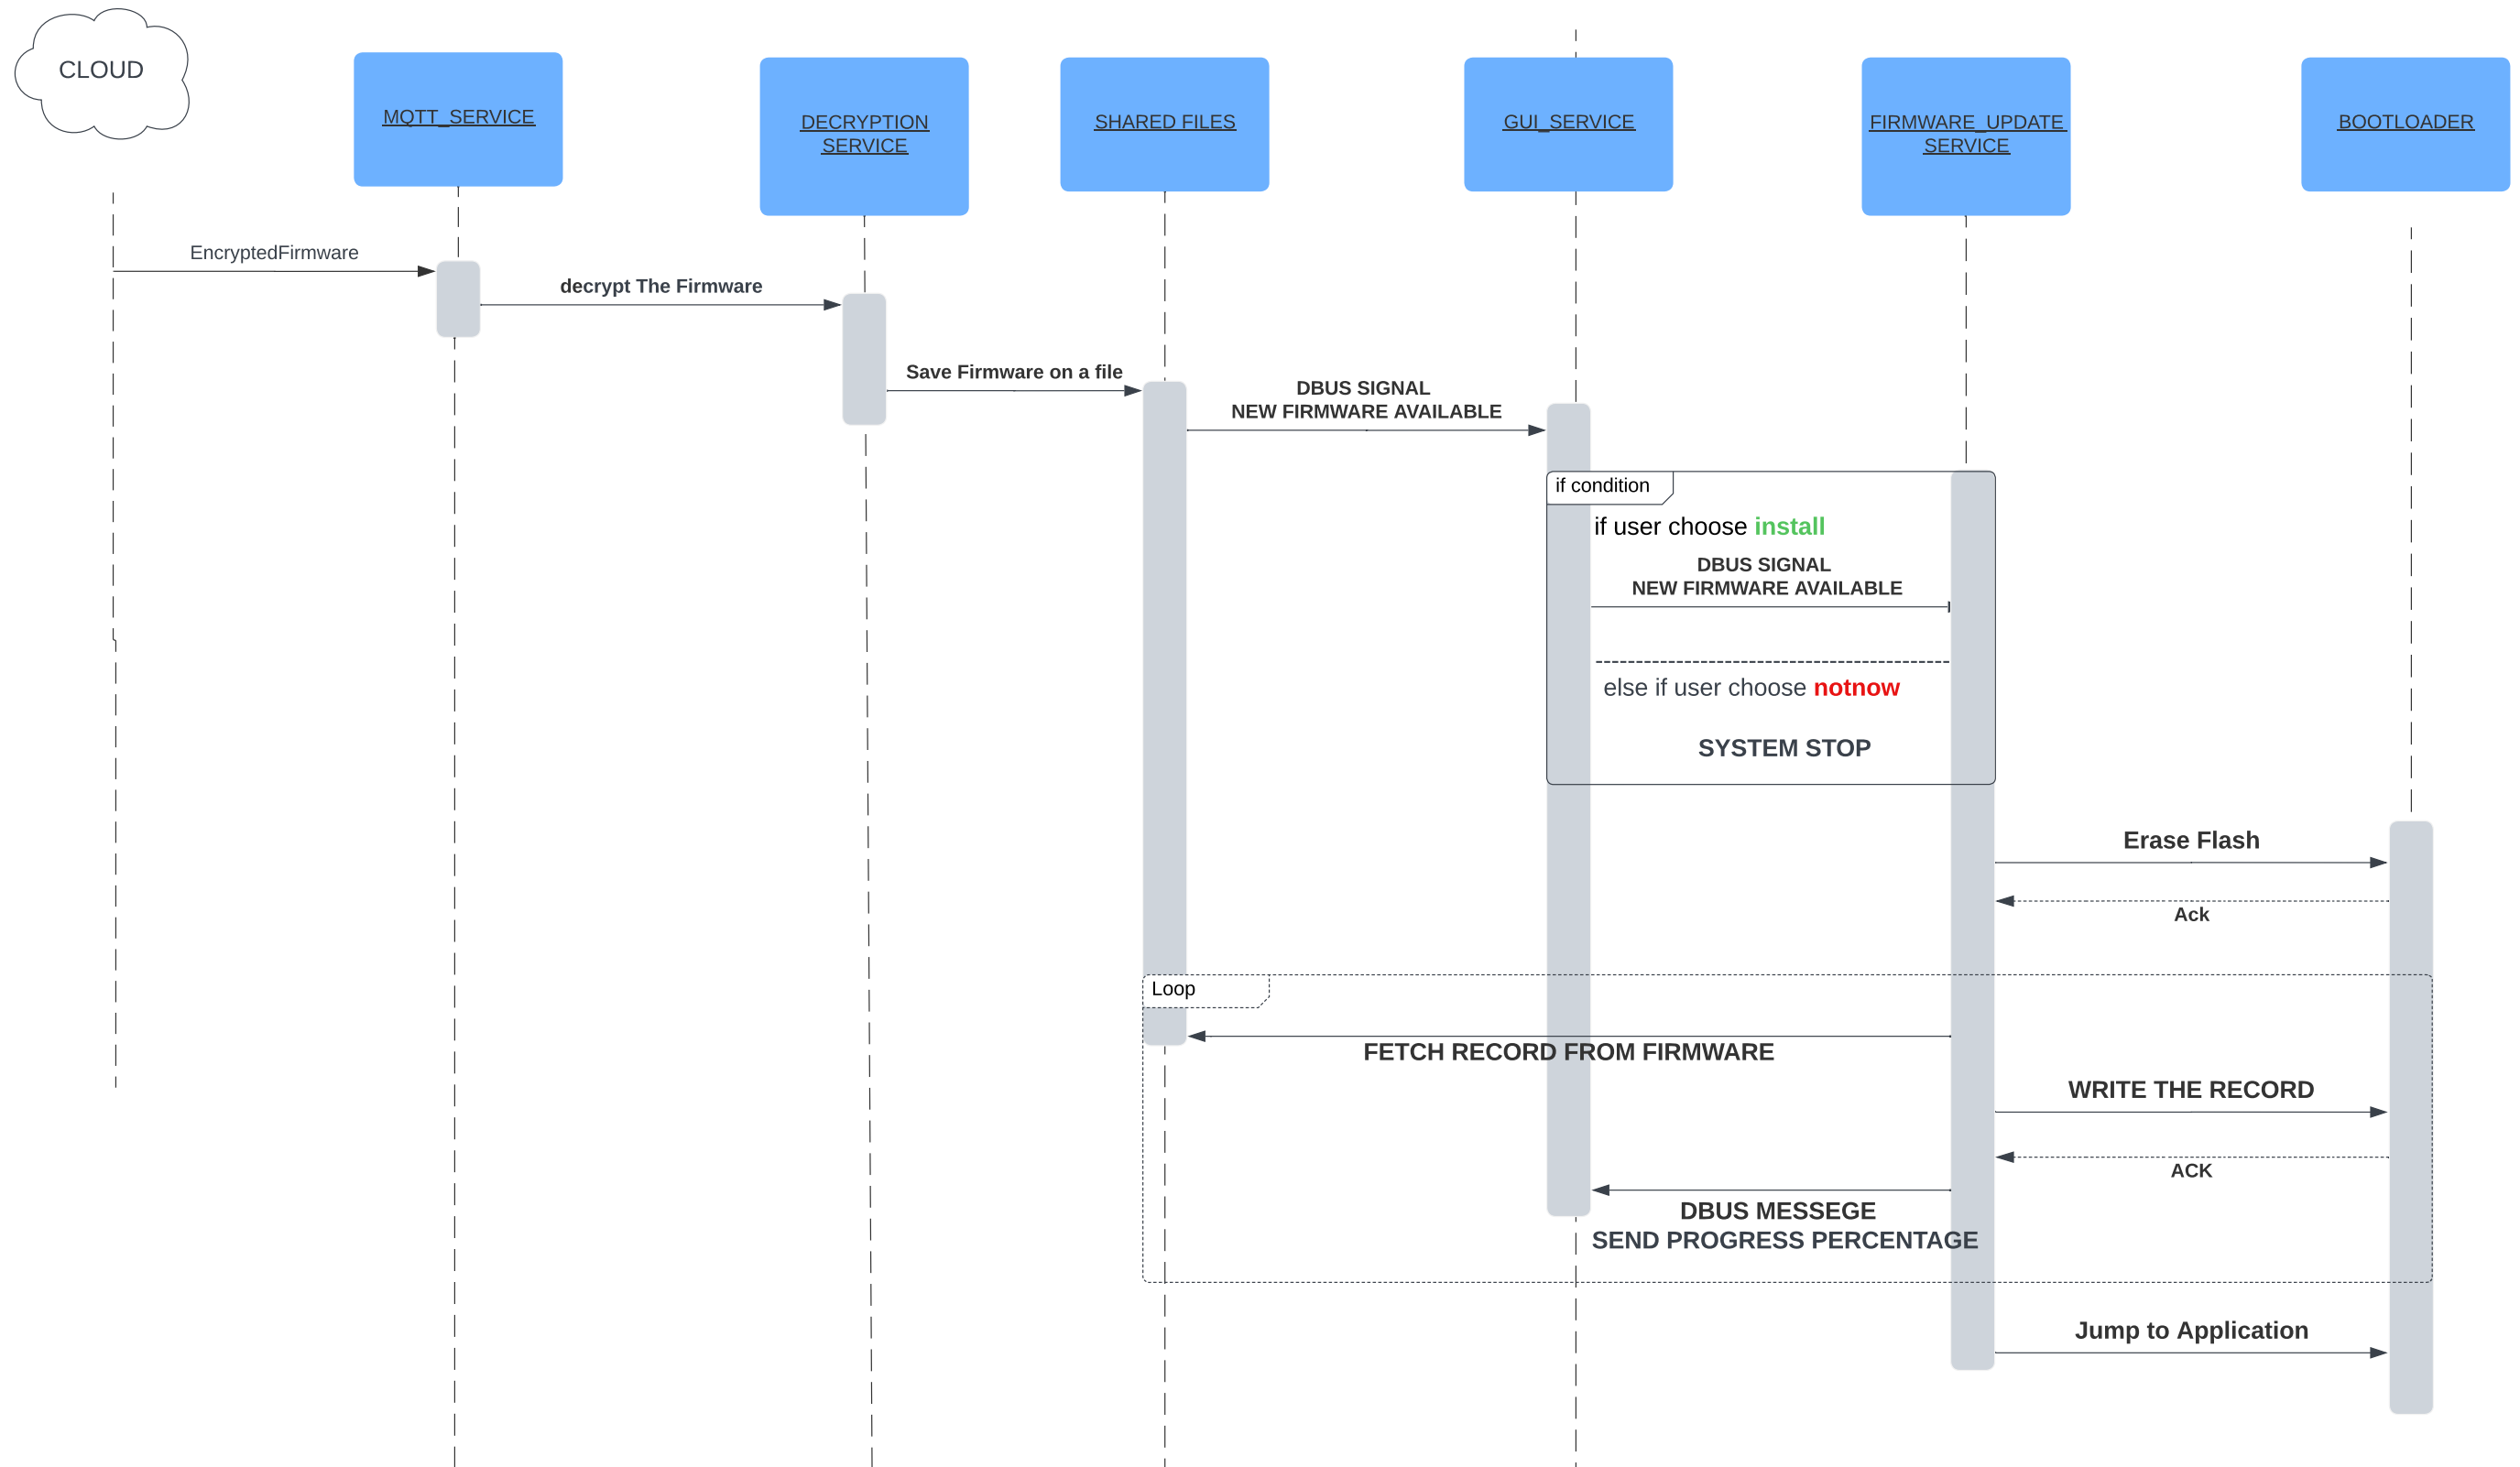 CLOUD
MQTT_SERVICE
DECRYPTION
SERVICE
SHARED FILES
GUI_SERVICE
FIRMWARE_UPDATE
SERVICE
BOOTLOADER
EncryptedFirmware
decrypt The Firmware
Save Firmware on a file
DBUS SIGNAL
NEW FIRMWARE AVAILABLE
if condition
if user choose install
DBUS SIGNAL
NEW FIRMWARE AVAILABLE
else if user choose notnow
SYSTEM STOP
Erase Flash
Ack
Loop
FETCH RECORD FROM FIRMWARE
WRITE THE RECORD
ACK
DBUS MESSEGE
SEND PROGRESS PERCENTAGE
Jump to Application